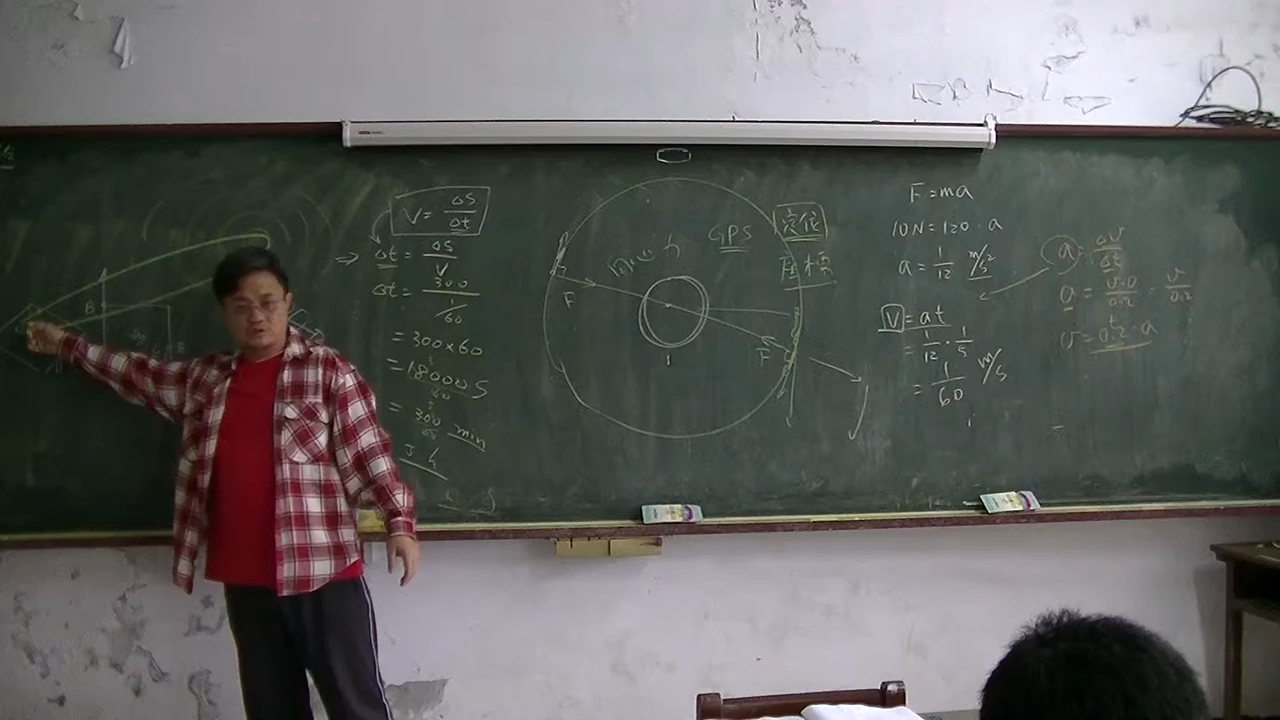 V = ΔS/Δt
⇒ Δt = ΔS/V
Δt = 300/(1/60)
= 300×60
= 18000 S
= 300 min
5 h
GPS
定位
座標
向心力
F
F
B
F = ma
10N = 120 · a
a = 1/12 m/s²
V = at
= 1/12 · 1/5
= 1/60 m/s
a = ΔV/Δt
a = (v-0)/0.2 = v/0.2
v = 0.2 · a